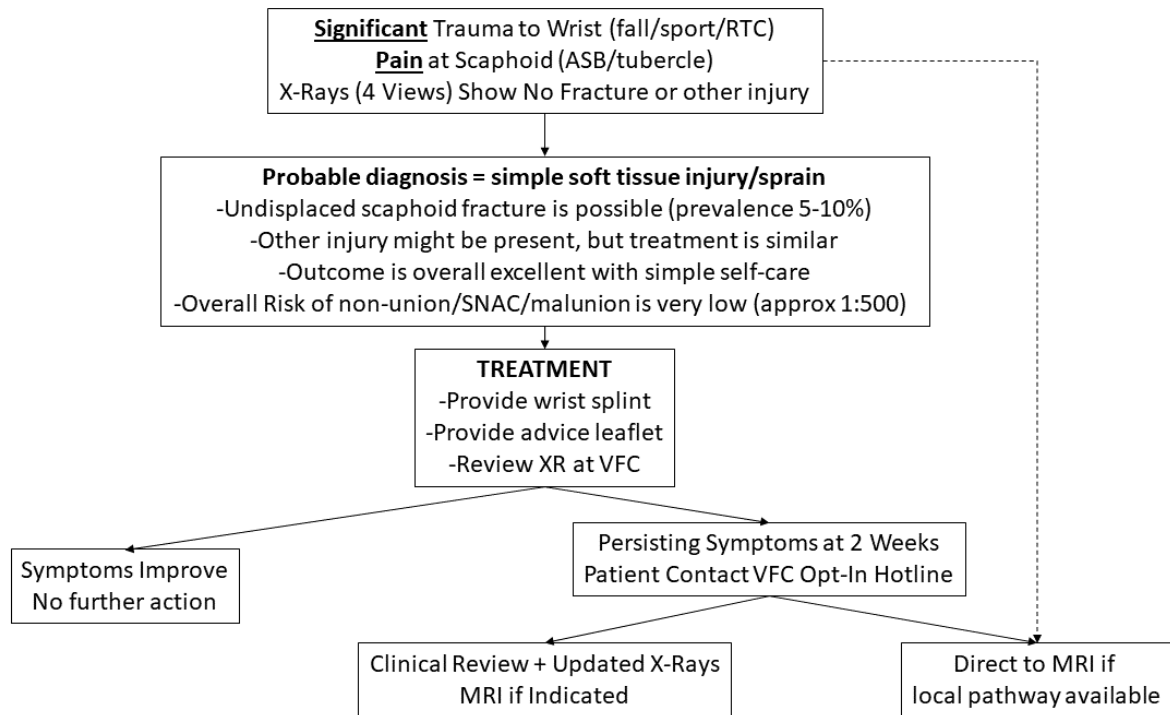 Significant Trauma to Wrist (fall/sport/RTC)
Pain at Scaphoid (ASB/tubercle)
X-Rays (4 Views) Show No Fracture or other injury
Probable diagnosis = simple soft tissue injury/sprain
-Undisplaced scaphoid fracture is possible (prevalence 5-10%)
-Other injury might be present, but treatment is similar
-Outcome is overall excellent with simple self-care
-Overall Risk of non-union/SNAC/malunion is very low (approx 1:500)
TREATMENT
-Provide wrist splint
-Provide advice leaflet
-Review XR at VFC
Symptoms Improve
No further action
Persisting Symptoms at 2 Weeks
Patient Contact VFC Opt-In Hotline
Clinical Review + Updated X-Rays
MRI if Indicated
Direct to MRI if
local pathway available